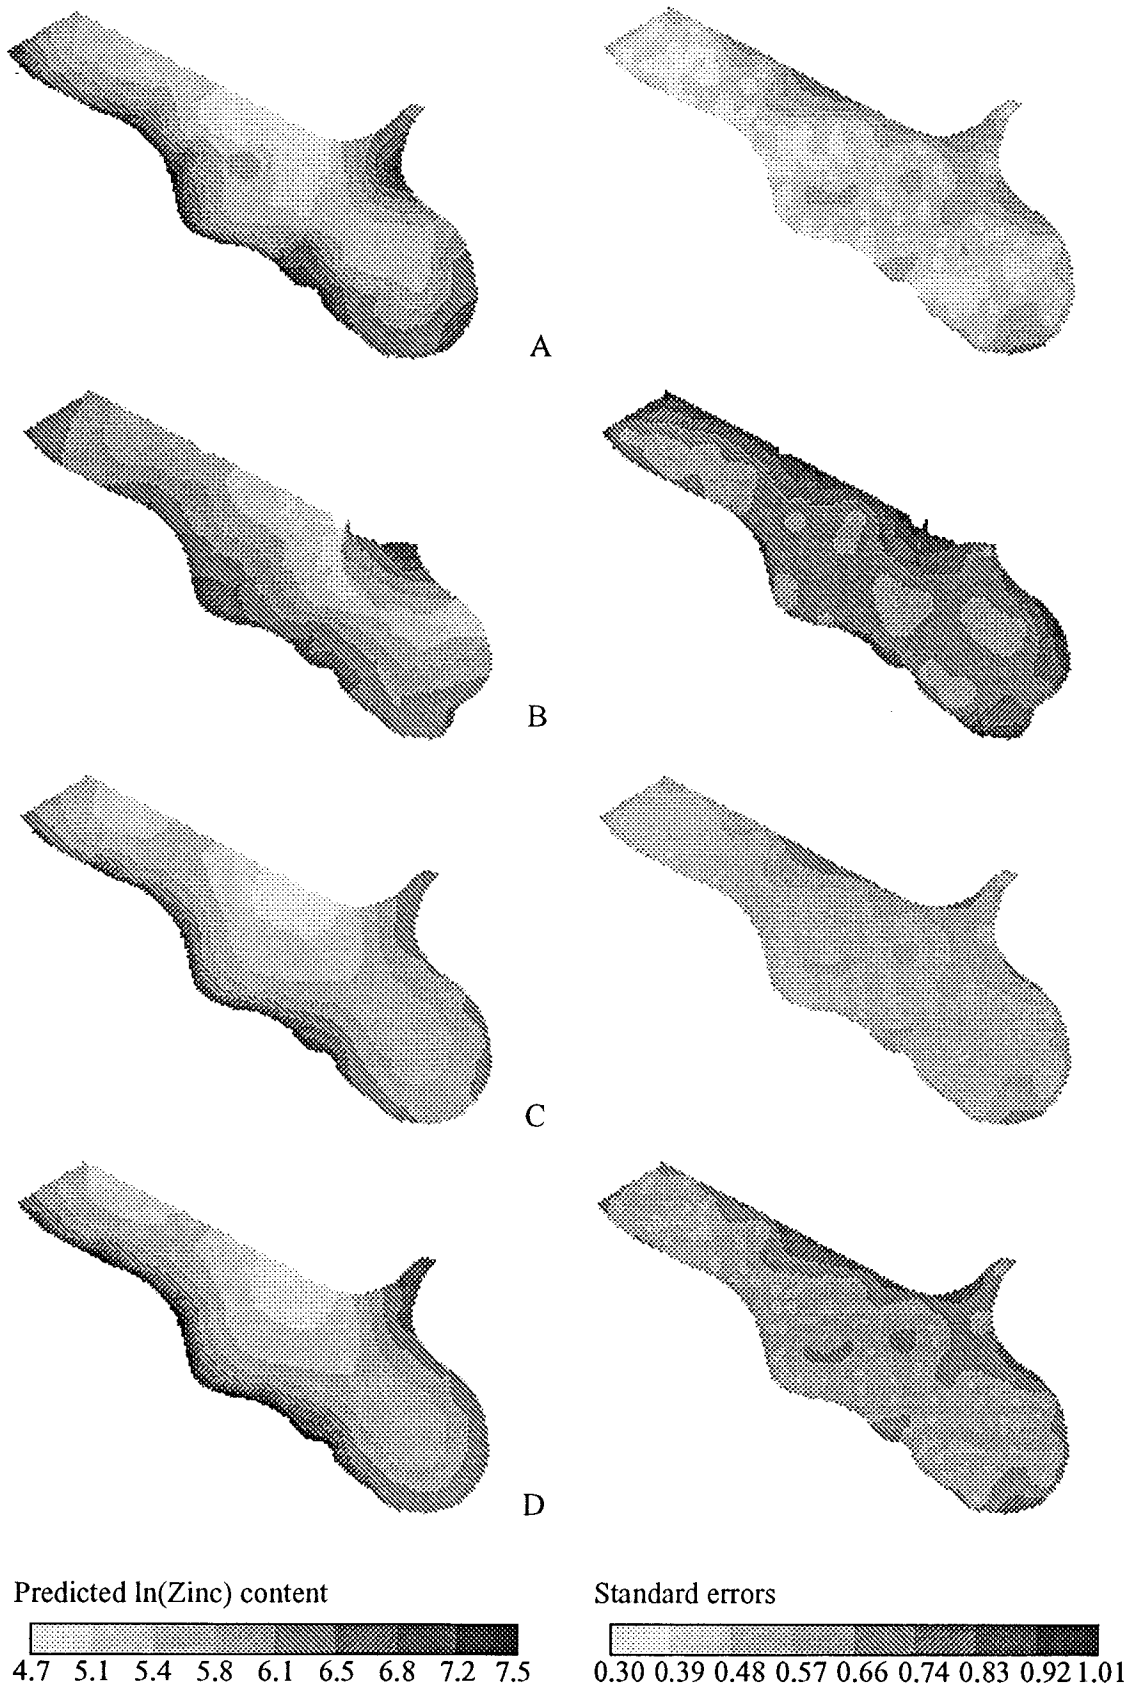 A
B
C
D
Predicted ln(Zinc) content
4.7 5.1 5.4 5.8 6.1 6.5 6.8 7.2 7.5
Standard errors
0.30 0.39 0.48 0.57 0.66 0.74 0.83 0.92 1.01